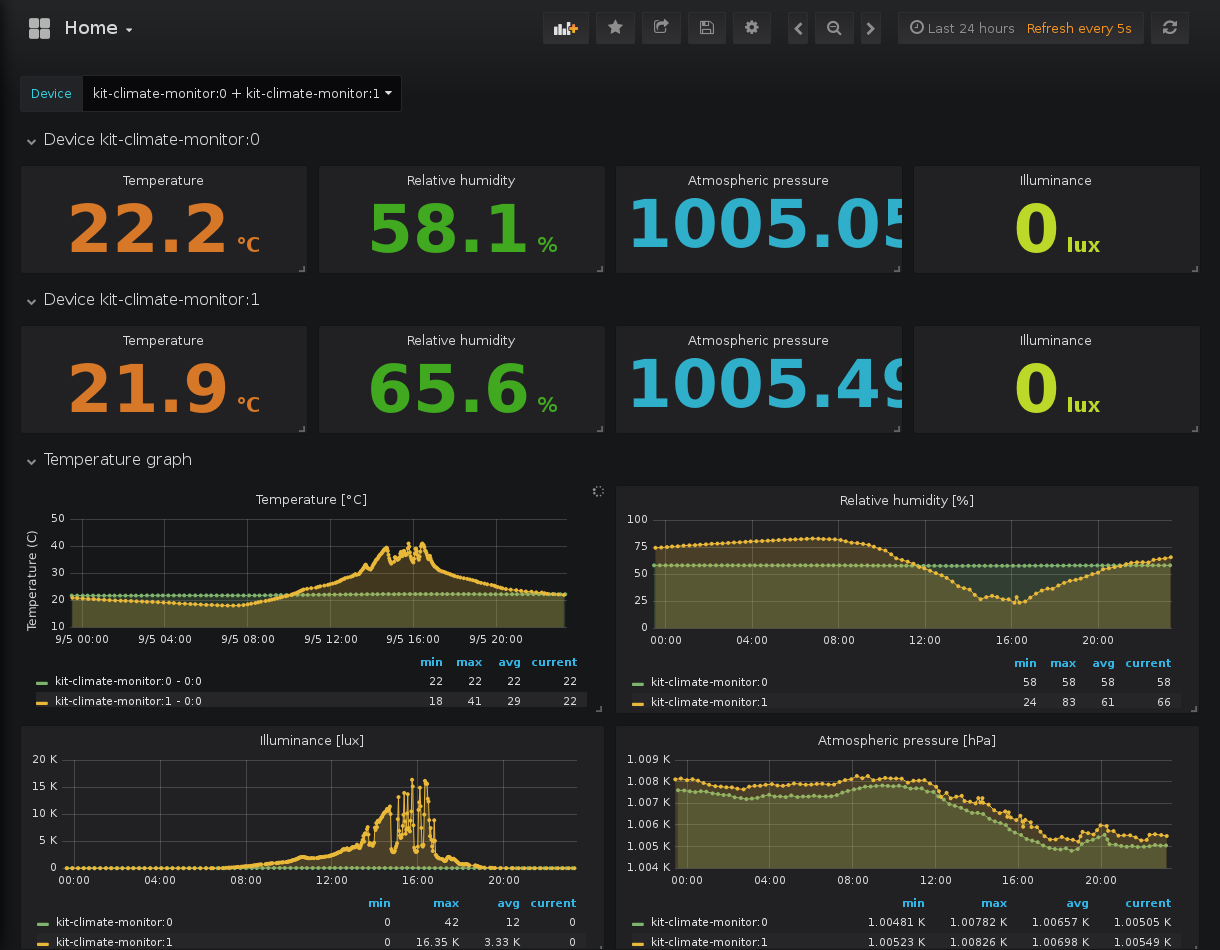 Home
Last 24 hours Refresh every 5s
Device kit-climate-monitor:0 + kit-climate-monitor:1
Device kit-climate-monitor:0
Temperature Relative humidity Atmospheric pressure Illuminance
22.2 °C 58.1 % 1005.05 0 lux
Device kit-climate-monitor:1
Temperature Relative humidity Atmospheric pressure Illuminance
21.9 °C 65.6 % 1005.49 0 lux
Temperature graph
Temperature [°C]
Temperature (C)
50
40
30
20
10
9/5 00:00 9/5 04:00 9/5 08:00 9/5 12:00 9/5 16:00 9/5 20:00
min max avg current
kit-climate-monitor:0 - 0:0 22 22 22 22
kit-climate-monitor:1 - 0:0 18 41 29 22
Relative humidity [%]
100
75
50
25
0
00:00 04:00 08:00 12:00 16:00 20:00
min max avg current
kit-climate-monitor:0 58 58 58 58
kit-climate-monitor:1 24 83 61 66
Illuminance [lux]
20 K
15 K
10 K
5 K
0
00:00 04:00 08:00 12:00 16:00 20:00
min max avg current
kit-climate-monitor:0 0 42 12 0
kit-climate-monitor:1 0 16.35 K 3.33 K 0
Atmospheric pressure [hPa]
1.009 K
1.008 K
1.007 K
1.006 K
1.005 K
1.004 K
00:00 04:00 08:00 12:00 16:00 20:00
min max avg current
kit-climate-monitor:0 1.00481 K 1.00782 K 1.00657 K 1.00505 K
kit-climate-monitor:1 1.00523 K 1.00826 K 1.00698 K 1.00549 K